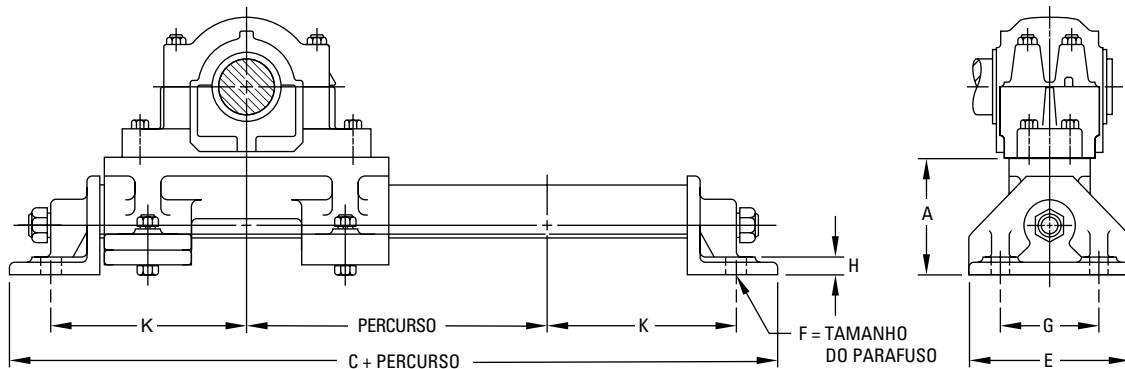 A
H
K
PERCURSO
K
F = TAMANHO
DO PARAFUSO
G
C + PERCURSO
E